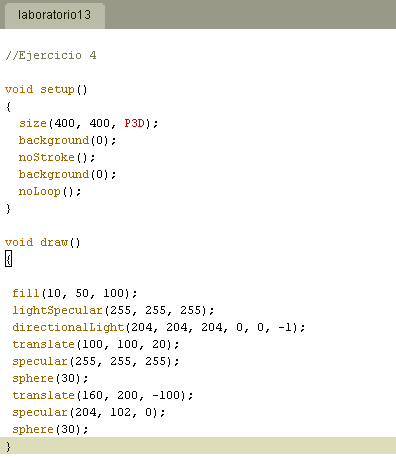 laboratorio13
//Ejercicio 4
void setup()
{
size(400, 400, P3D);
background(0);
noStroke();
background(0);
noLoop();
}
void draw()
{
fill(10, 50, 100);
lightSpecular(255, 255, 255);
directionalLight(204, 204, 204, 0, 0, -1);
translate(100, 100, 20);
specular(255, 255, 255);
sphere(30);
translate(160, 200, -100);
specular(204, 102, 0);
sphere(30);
}